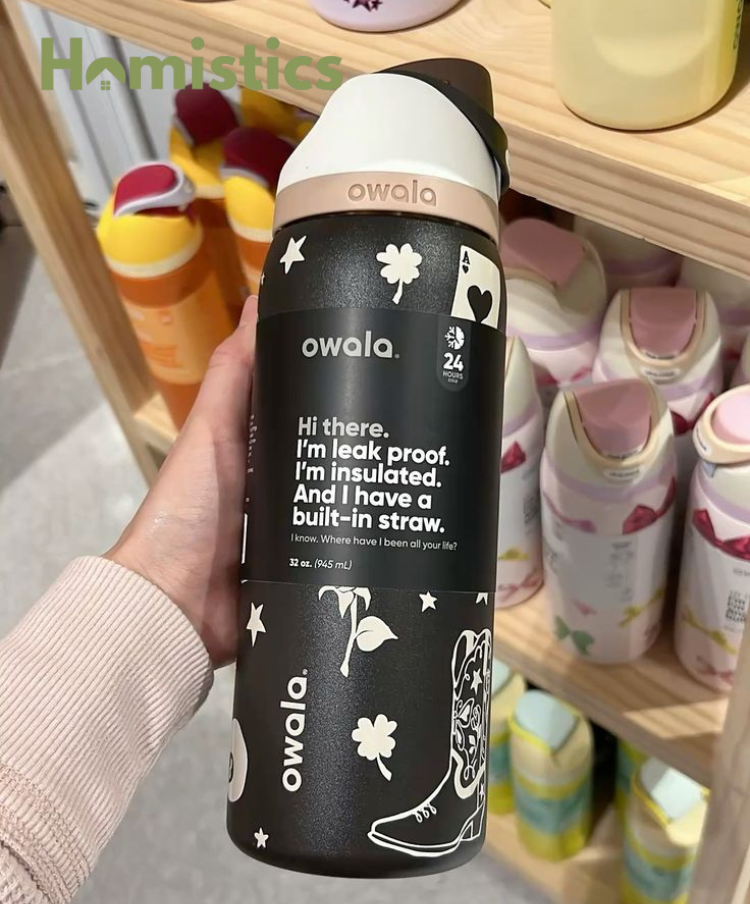 Homistics
owala
A
owala.
24
HOURS
COLD
Hi there.
I'm leak proof.
I'm insulated.
And I have a
built-in straw.
I know. Where have I been all your life?
32 oz. (945 mL)
owala.